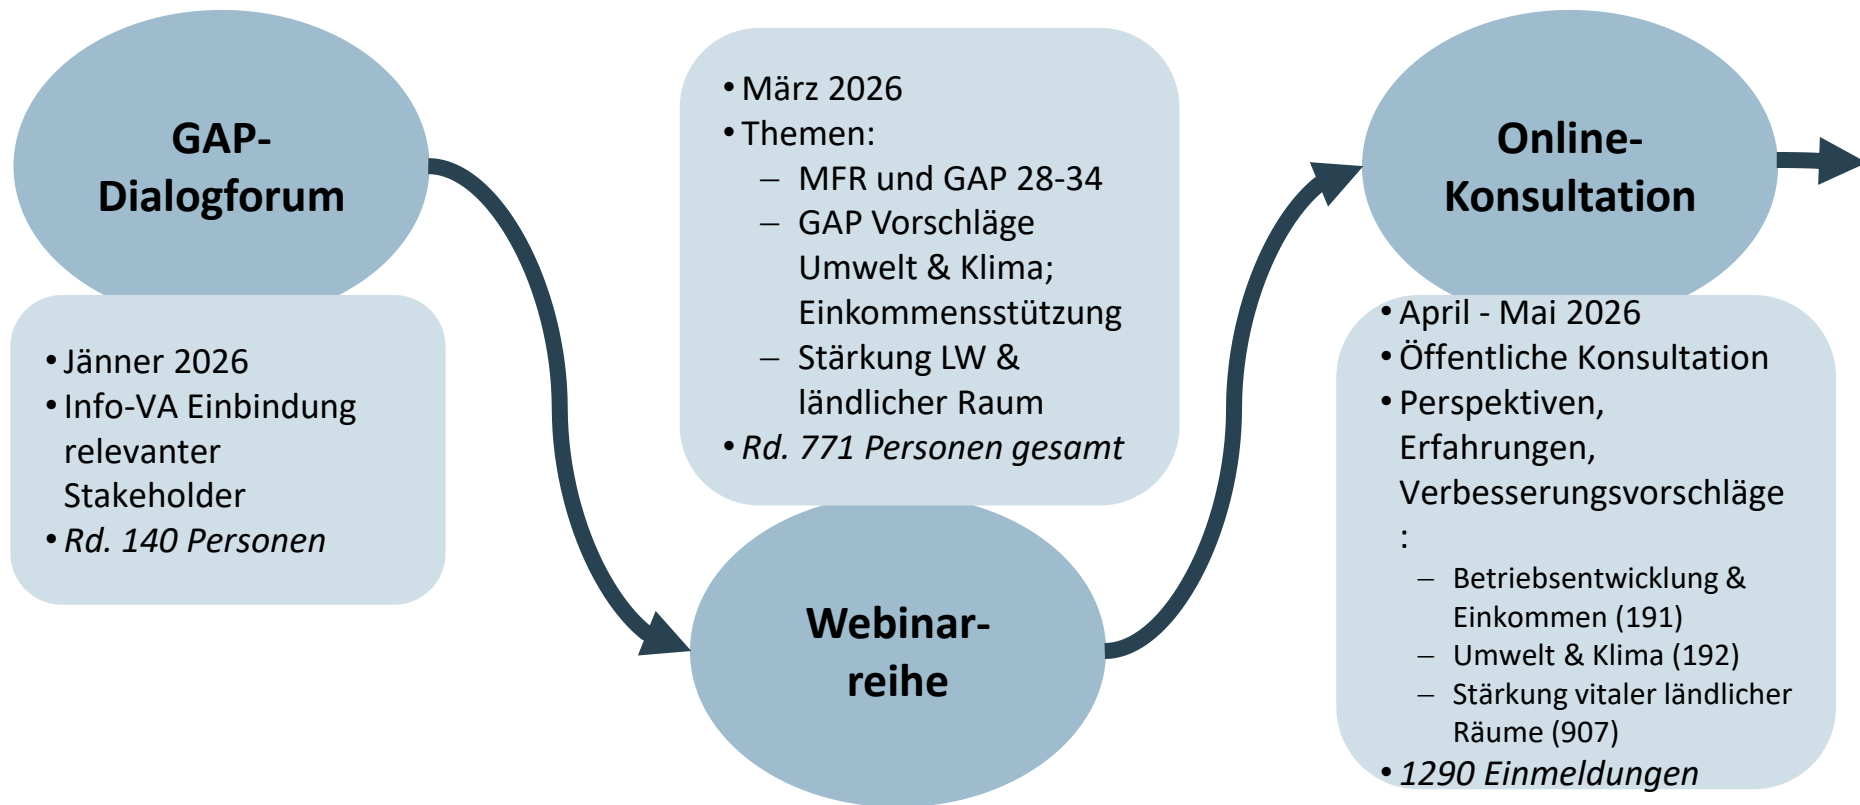 GAP-
Dialogforum
• Jänner 2026
• Info-VA Einbindung
relevanter
Stakeholder
• Rd. 140 Personen
• März 2026
• Themen:
– MFR und GAP 28-34
– GAP Vorschläge
Umwelt & Klima;
Einkommensstützung
– Stärkung LW &
ländlicher Raum
• Rd. 771 Personen gesamt
Webinar-
reihe
Online-
Konsultation
• April - Mai 2026
• Öffentliche Konsultation
• Perspektiven,
Erfahrungen,
Verbesserungsvorschläge
:
– Betriebsentwicklung &
Einkommen (191)
– Umwelt & Klima (192)
– Stärkung vitaler ländlicher
Räume (907)
• 1290 Einmeldungen